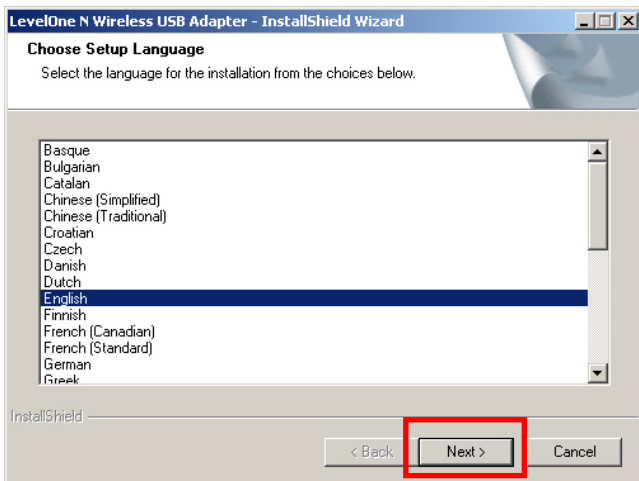 LevelOne N Wireless USB Adapter - InstallShield Wizard
Choose Setup Language
Select the language for the installation from the choices below.
Basque
Bulgarian
Catalan
Chinese (Simplified)
Chinese (Traditional)
Croatian
Czech
Danish
Dutch
English
Finnish
French (Canadian)
French (Standard)
German
Greek
InstallShield
< Back Next > Cancel